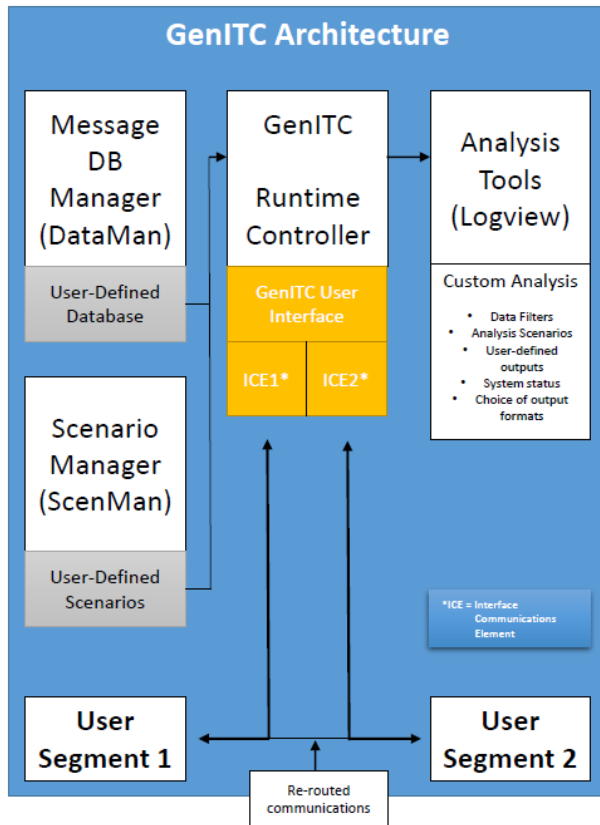 GenITC Architecture
Message
DB
Manager
(DataMan)
User-Defined
Database
Scenario
Manager
(ScenMan)
User-Defined
Scenarios
GenITC
Runtime
Controller
GenITC User
Interface
ICE1*
ICE2*
Analysis
Tools
(Logview)
Custom Analysis
• Data Filters
• Analysis Scenarios
• User-defined
outputs
• System status
• Choice of output
formats
*ICE = Interface
Communications
Element
User
Segment 1
User
Segment 2
Re-routed
communications